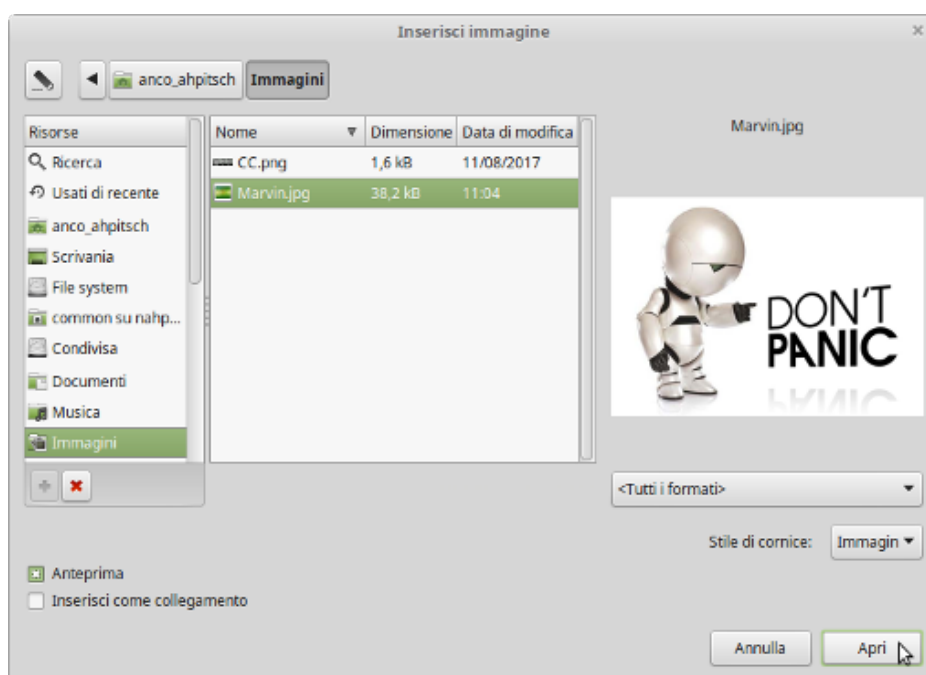 Inserisci immagine
anco_ahpitsch Immagini
Risorse
Ricerca
Usati di recente
anco_ahpitsch
Scrivania
File system
common su nahp...
Condivisa
Documenti
Musica
Immagini
Nome Dimensione Data di modifica
CC.png 1,6 kB 11/08/2017
Marvin.jpg 38,2 kB 11:04
Marvin.jpg
DON'T
PANIC
<Tutti i formati>
Stile di cornice: Immagin
Anteprima
Inserisci come collegamento
Annulla Apri